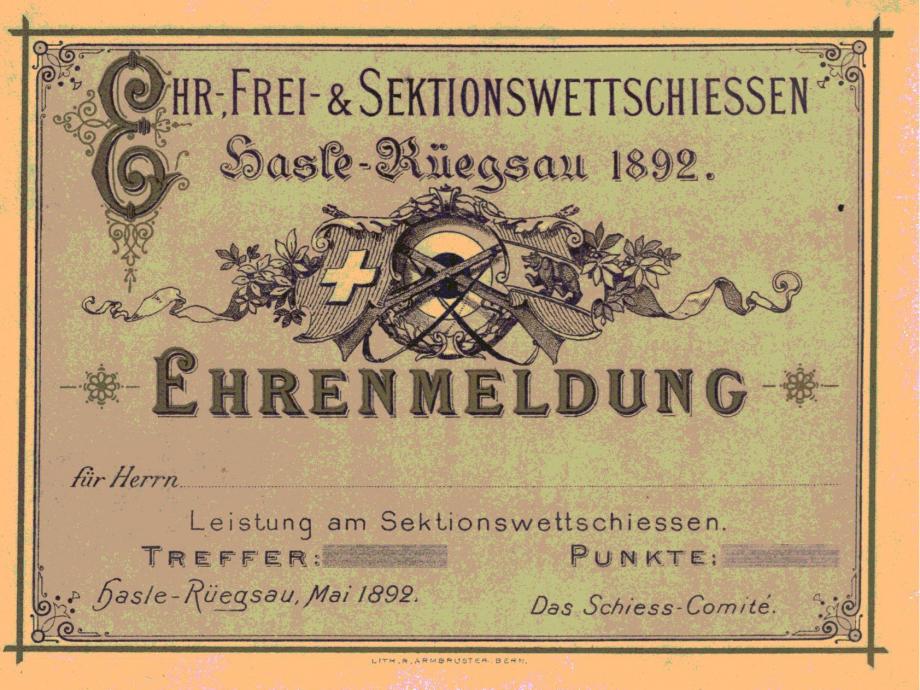 EHR-, FREI- & SEKTIONSWETTSCHIESSEN
Hasle-Rüegsau 1892.
EHRENMELDUNG
für Herrn
Leistung am Sektionswettschiessen.
TREFFER: PUNKTE:
Hasle-Rüegsau, Mai 1892. Das Schiess-Comité.
LITH. R. ARMBRUSTER. BERN.